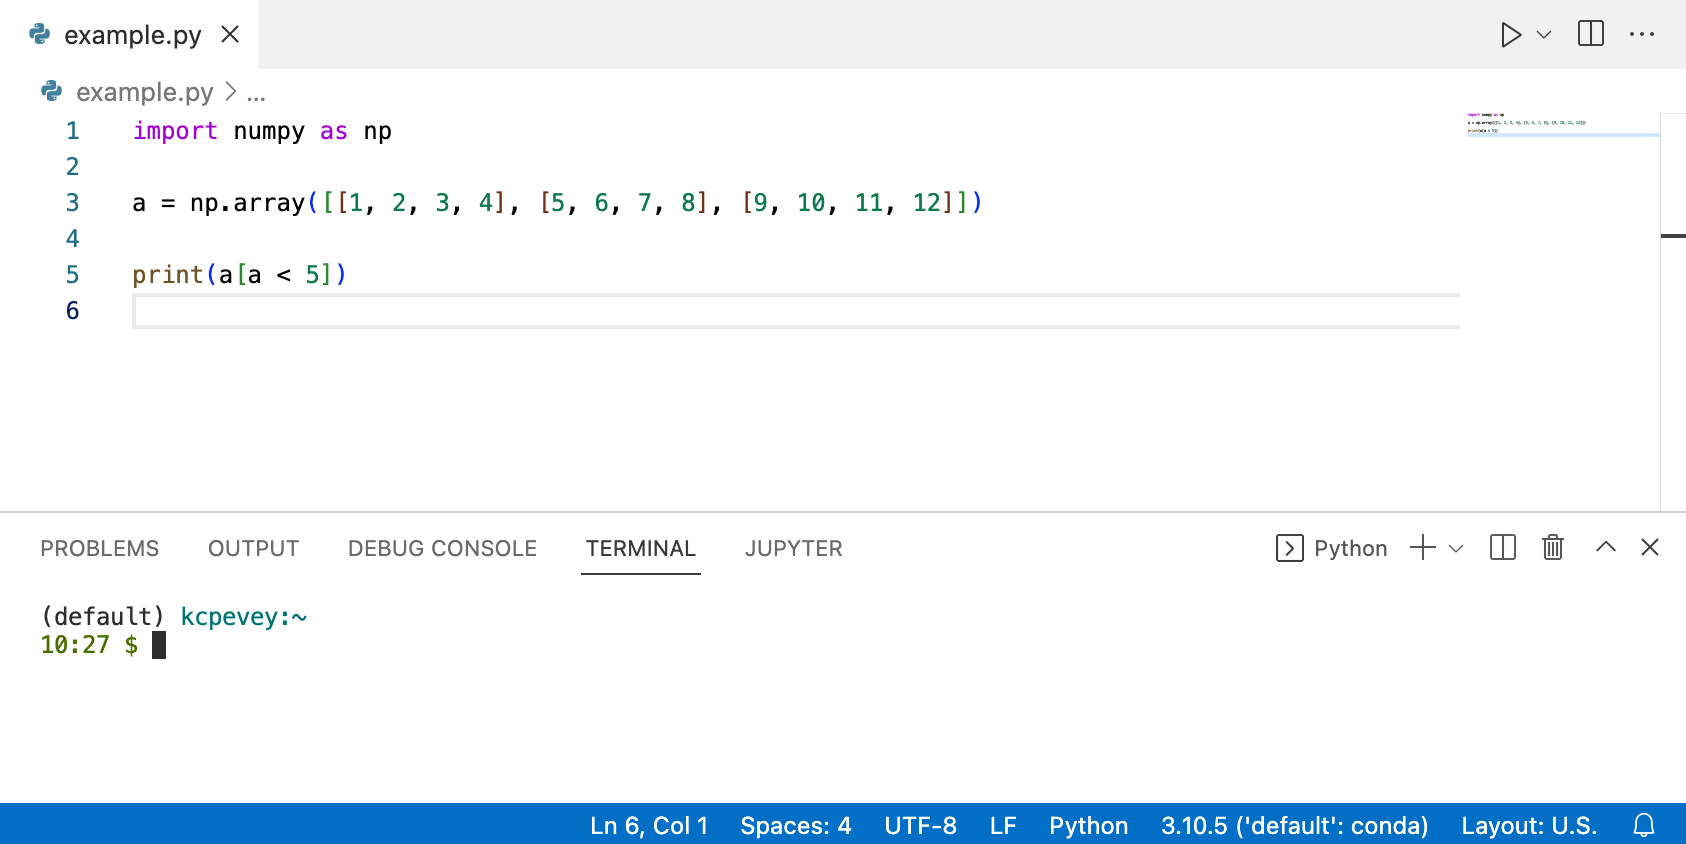 example.py
example.py > ...
1 import numpy as np
2
3 a = np.array([[1, 2, 3, 4], [5, 6, 7, 8], [9, 10, 11, 12]])
4
5 print(a[a < 5])
6
PROBLEMS OUTPUT DEBUG CONSOLE TERMINAL JUPYTER Python
(default) kcpevey:~
10:27 $
Ln 6, Col 1 Spaces: 4 UTF-8 LF Python 3.10.5 ('default': conda) Layout: U.S.